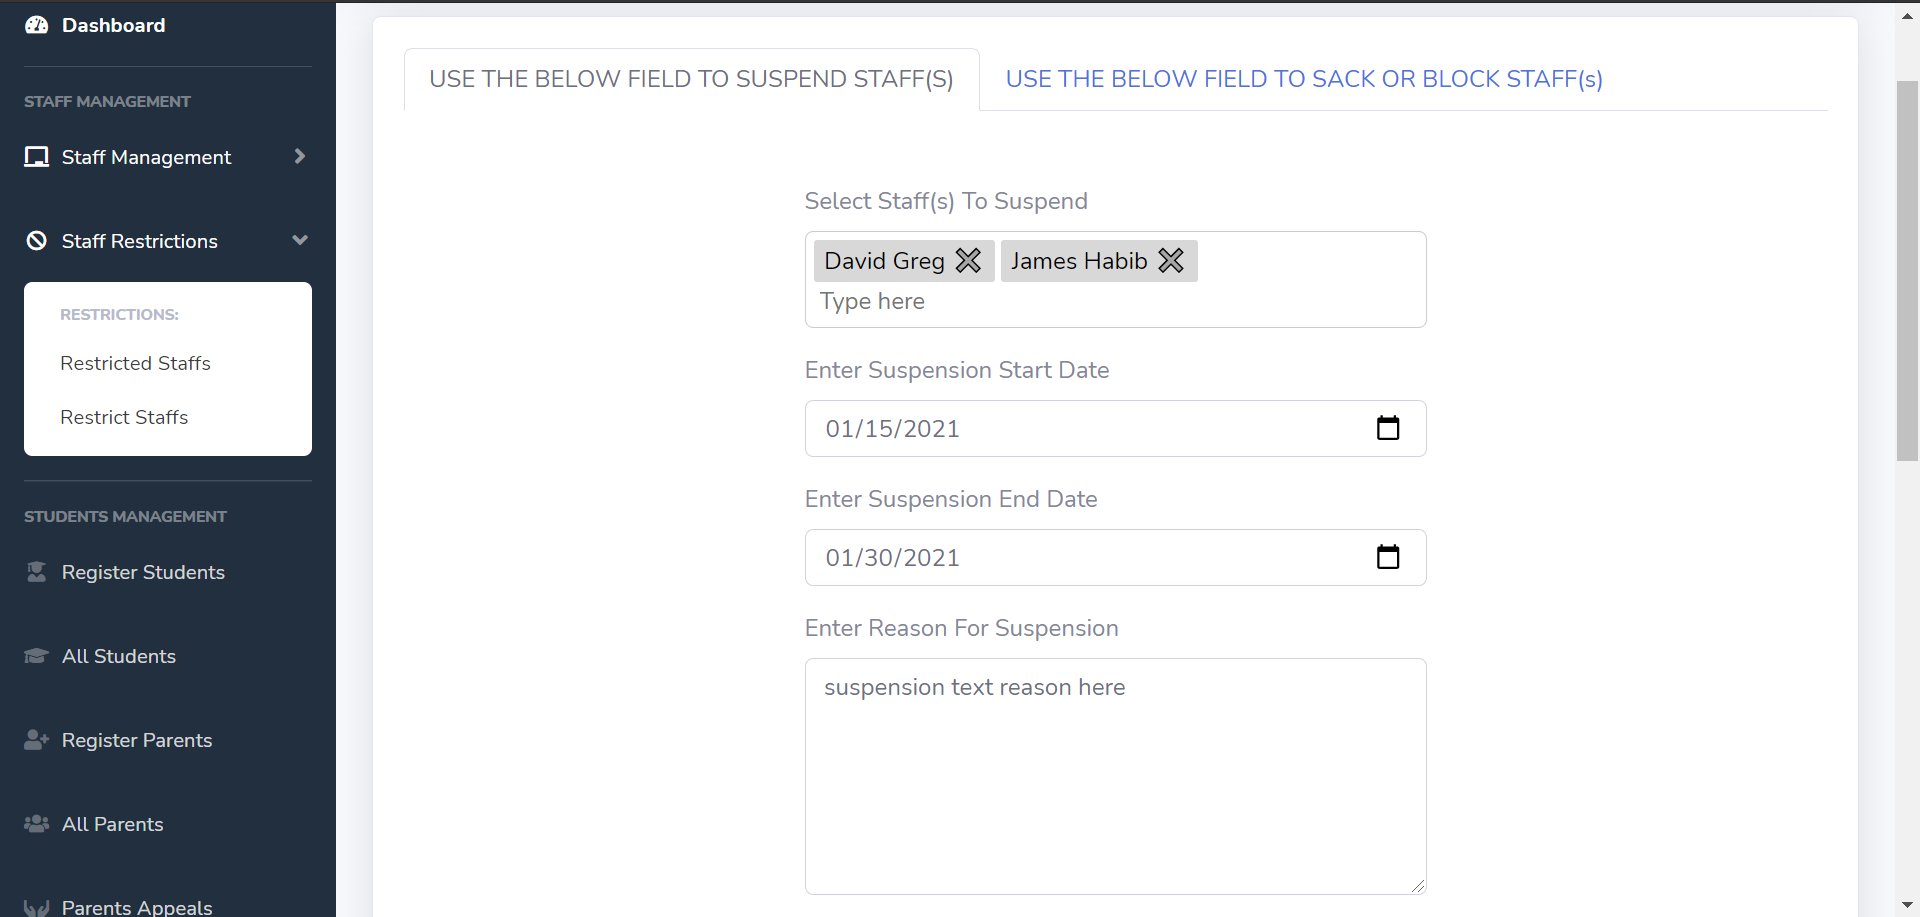 Dashboard
STAFF MANAGEMENT
Staff Management
Staff Restrictions
RESTRICTIONS:
Restricted Staffs
Restrict Staffs
STUDENTS MANAGEMENT
Register Students
All Students
Register Parents
All Parents
Parents Appeals
USE THE BELOW FIELD TO SUSPEND STAFF(S)
USE THE BELOW FIELD TO SACK OR BLOCK STAFF(s)
Select Staff(s) To Suspend
David Greg James Habib
Type here
Enter Suspension Start Date
01/15/2021
Enter Suspension End Date
01/30/2021
Enter Reason For Suspension
suspension text reason here